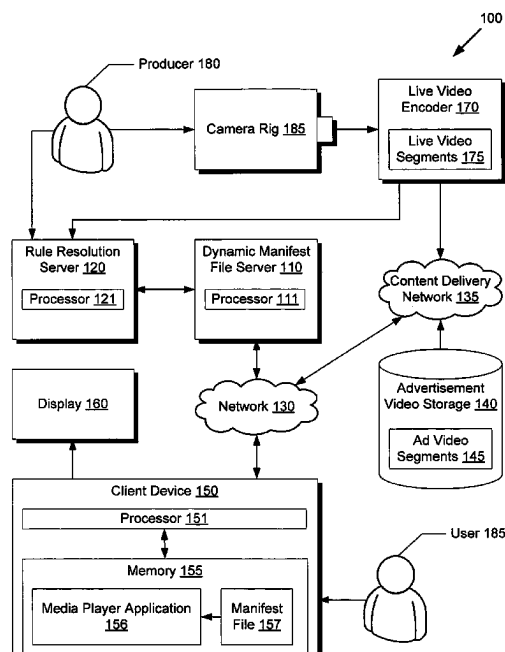 100
Producer 180
Camera Rig 185
Live Video
Encoder 170
Live Video
Segments 175
Rule Resolution
Server 120
Processor 121
Dynamic Manifest
File Server 110
Processor 111
Content Delivery
Network 135
Display 160
Network 130
Advertisement
Video Storage 140
Ad Video
Segments 145
Client Device 150
Processor 151
User 185
Memory 155
Media Player Application
156
Manifest
File 157